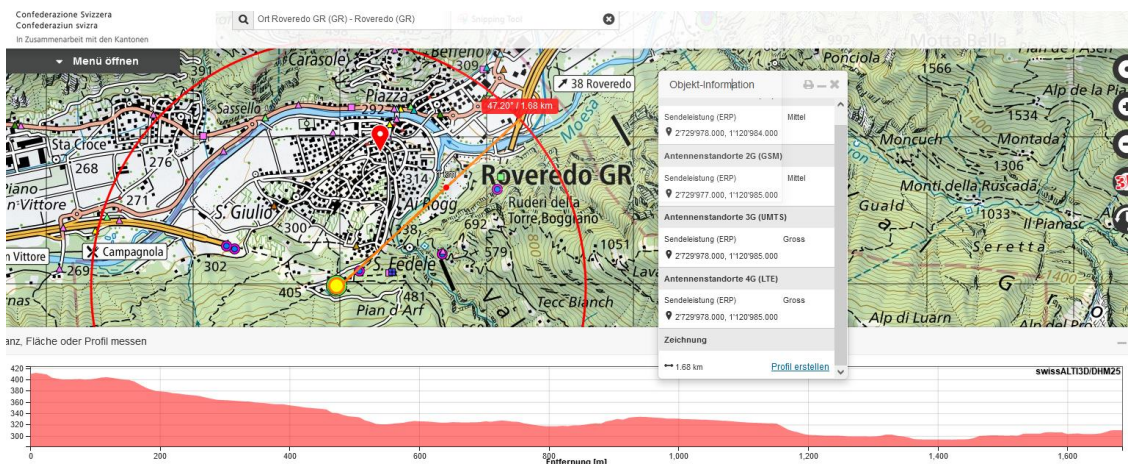 Confederazione Svizzera
Confederaziun svizra
In Zusammenarbeit mit den Kantonen
Ort Roveredo GR (GR) - Roveredo (GR)
Snipping Tool
Menü öffnen
992
Motta Bella
391
Carasole
Beffeno
309
38 Roveredo
Ponciola
1566
Alp de la Pia
Piazza
292
47.20° / 1.68 km
Moesa
Sassello
Sta Croce
276
268
1534
Moncuch
Montada
1306
314
Roveredo GR
Piano
271
Monti della Ruscada
S. Giulio
Ai Rogg
Ruderi della
Torre Boggiano
Guald
1033
Il Pianasc
300
692
Seretta
Campagnola
302
579
1051
n Vittore
269
S. Fedele
1400
405
481
Pian d'Arf
Tecc Bianch
Alp di Luarn
Objekt-Information
Sendeleistung (ERP) Mittel
2'729'978.000, 1'120'984.000
Antennenstandorte 2G (GSM)
Sendeleistung (ERP) Mittel
2'729'977.000, 1'120'985.000
Antennenstandorte 3G (UMTS)
Sendeleistung (ERP) Gross
2'729'978.000, 1'120'985.000
Antennenstandorte 4G (LTE)
Sendeleistung (ERP) Gross
2'729'978.000, 1'120'985.000
Zeichnung
1.68 km Profil erstellen
anz, Fläche oder Profil messen
swissALTI3D/DHM25
420
400
380
360
340
320
300
0 200 400 600 800 1,000 1,200 1,400 1,600
Entfernung [m]